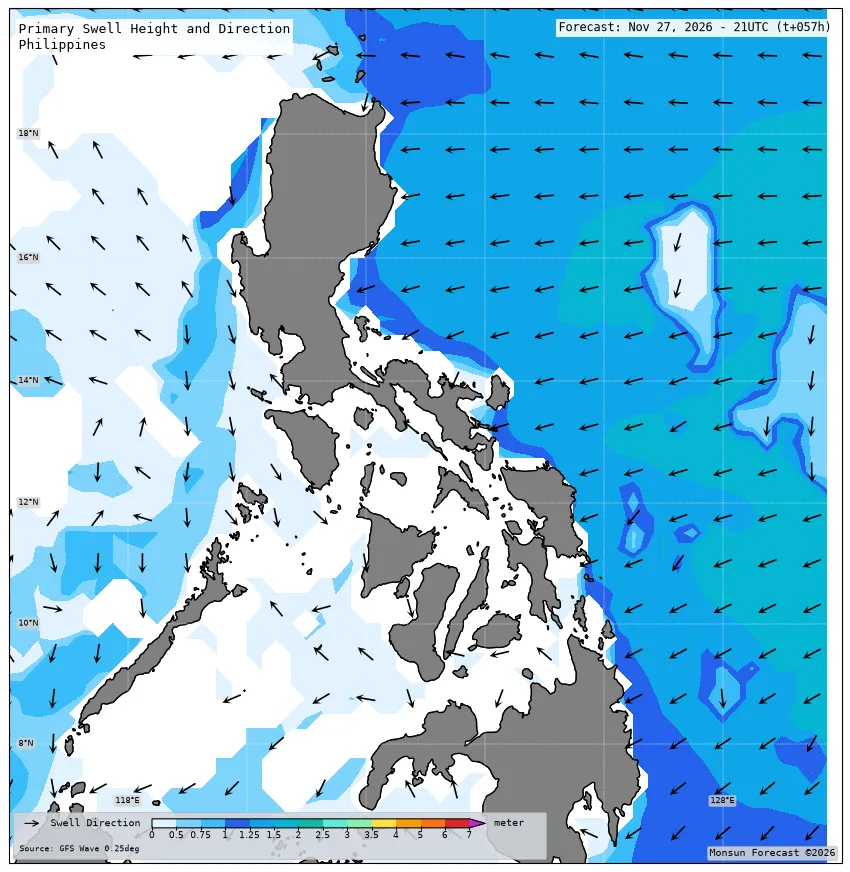 Primary Swell Height and Direction
Philippines
Forecast: Nov 27, 2026 - 21UTC (t+057h)
18°N
16°N
14°N
12°N
10°N
8°N
118°E
128°E
Swell Direction
0 0.5 0.75 1 1.25 1.5 2 2.5 3 3.5 4 5 6 7
meter
Source: GFS Wave 0.25deg
Monsun Forecast ©2026